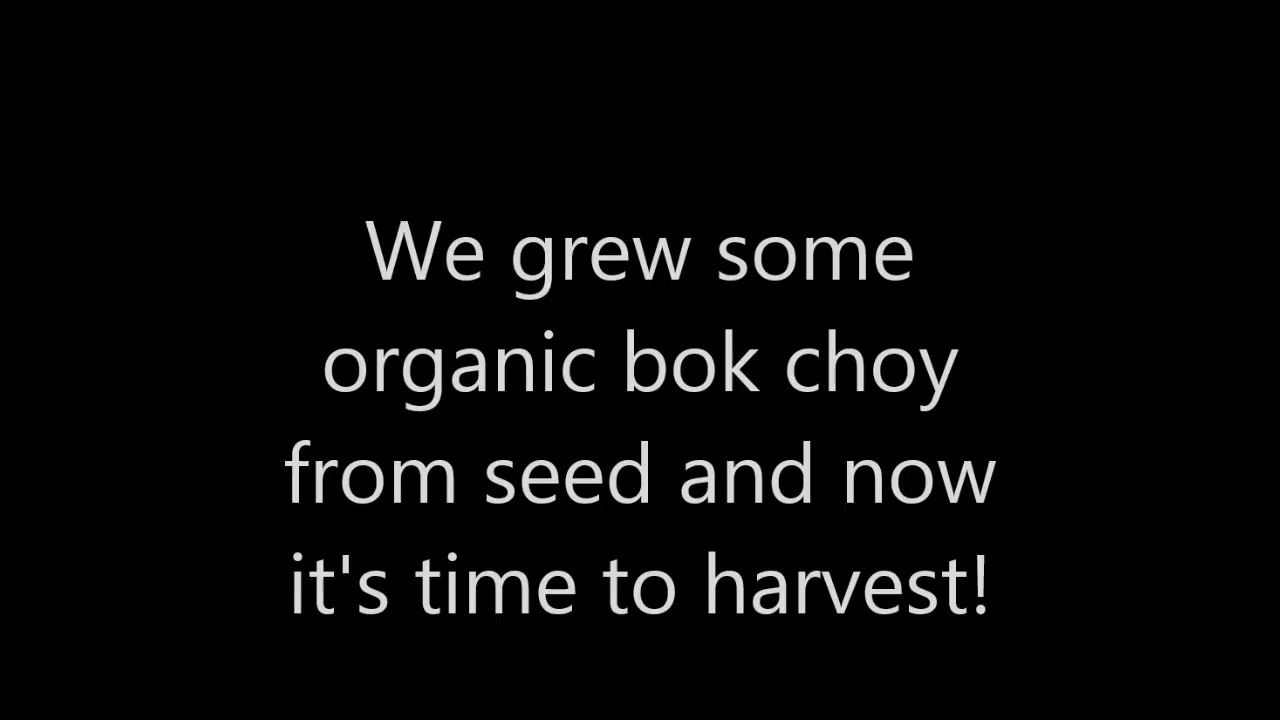 We grew some
organic bok choy
from seed and now
it's time to harvest!